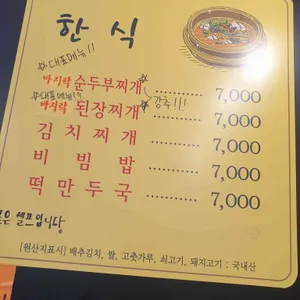 한식
☆대표메뉴!!
바지락 순두부찌개 ☆ 7,000
☆대표메뉴!!
강추!!!
바지락 된장찌개 7,000
김치찌개 7,000
비빔밥 7,000
떡만두국 7,000
셀프입니다
[원산지표시] 배추김치, 쌀, 고춧가루, 쇠고기, 돼지고기 : 국내산